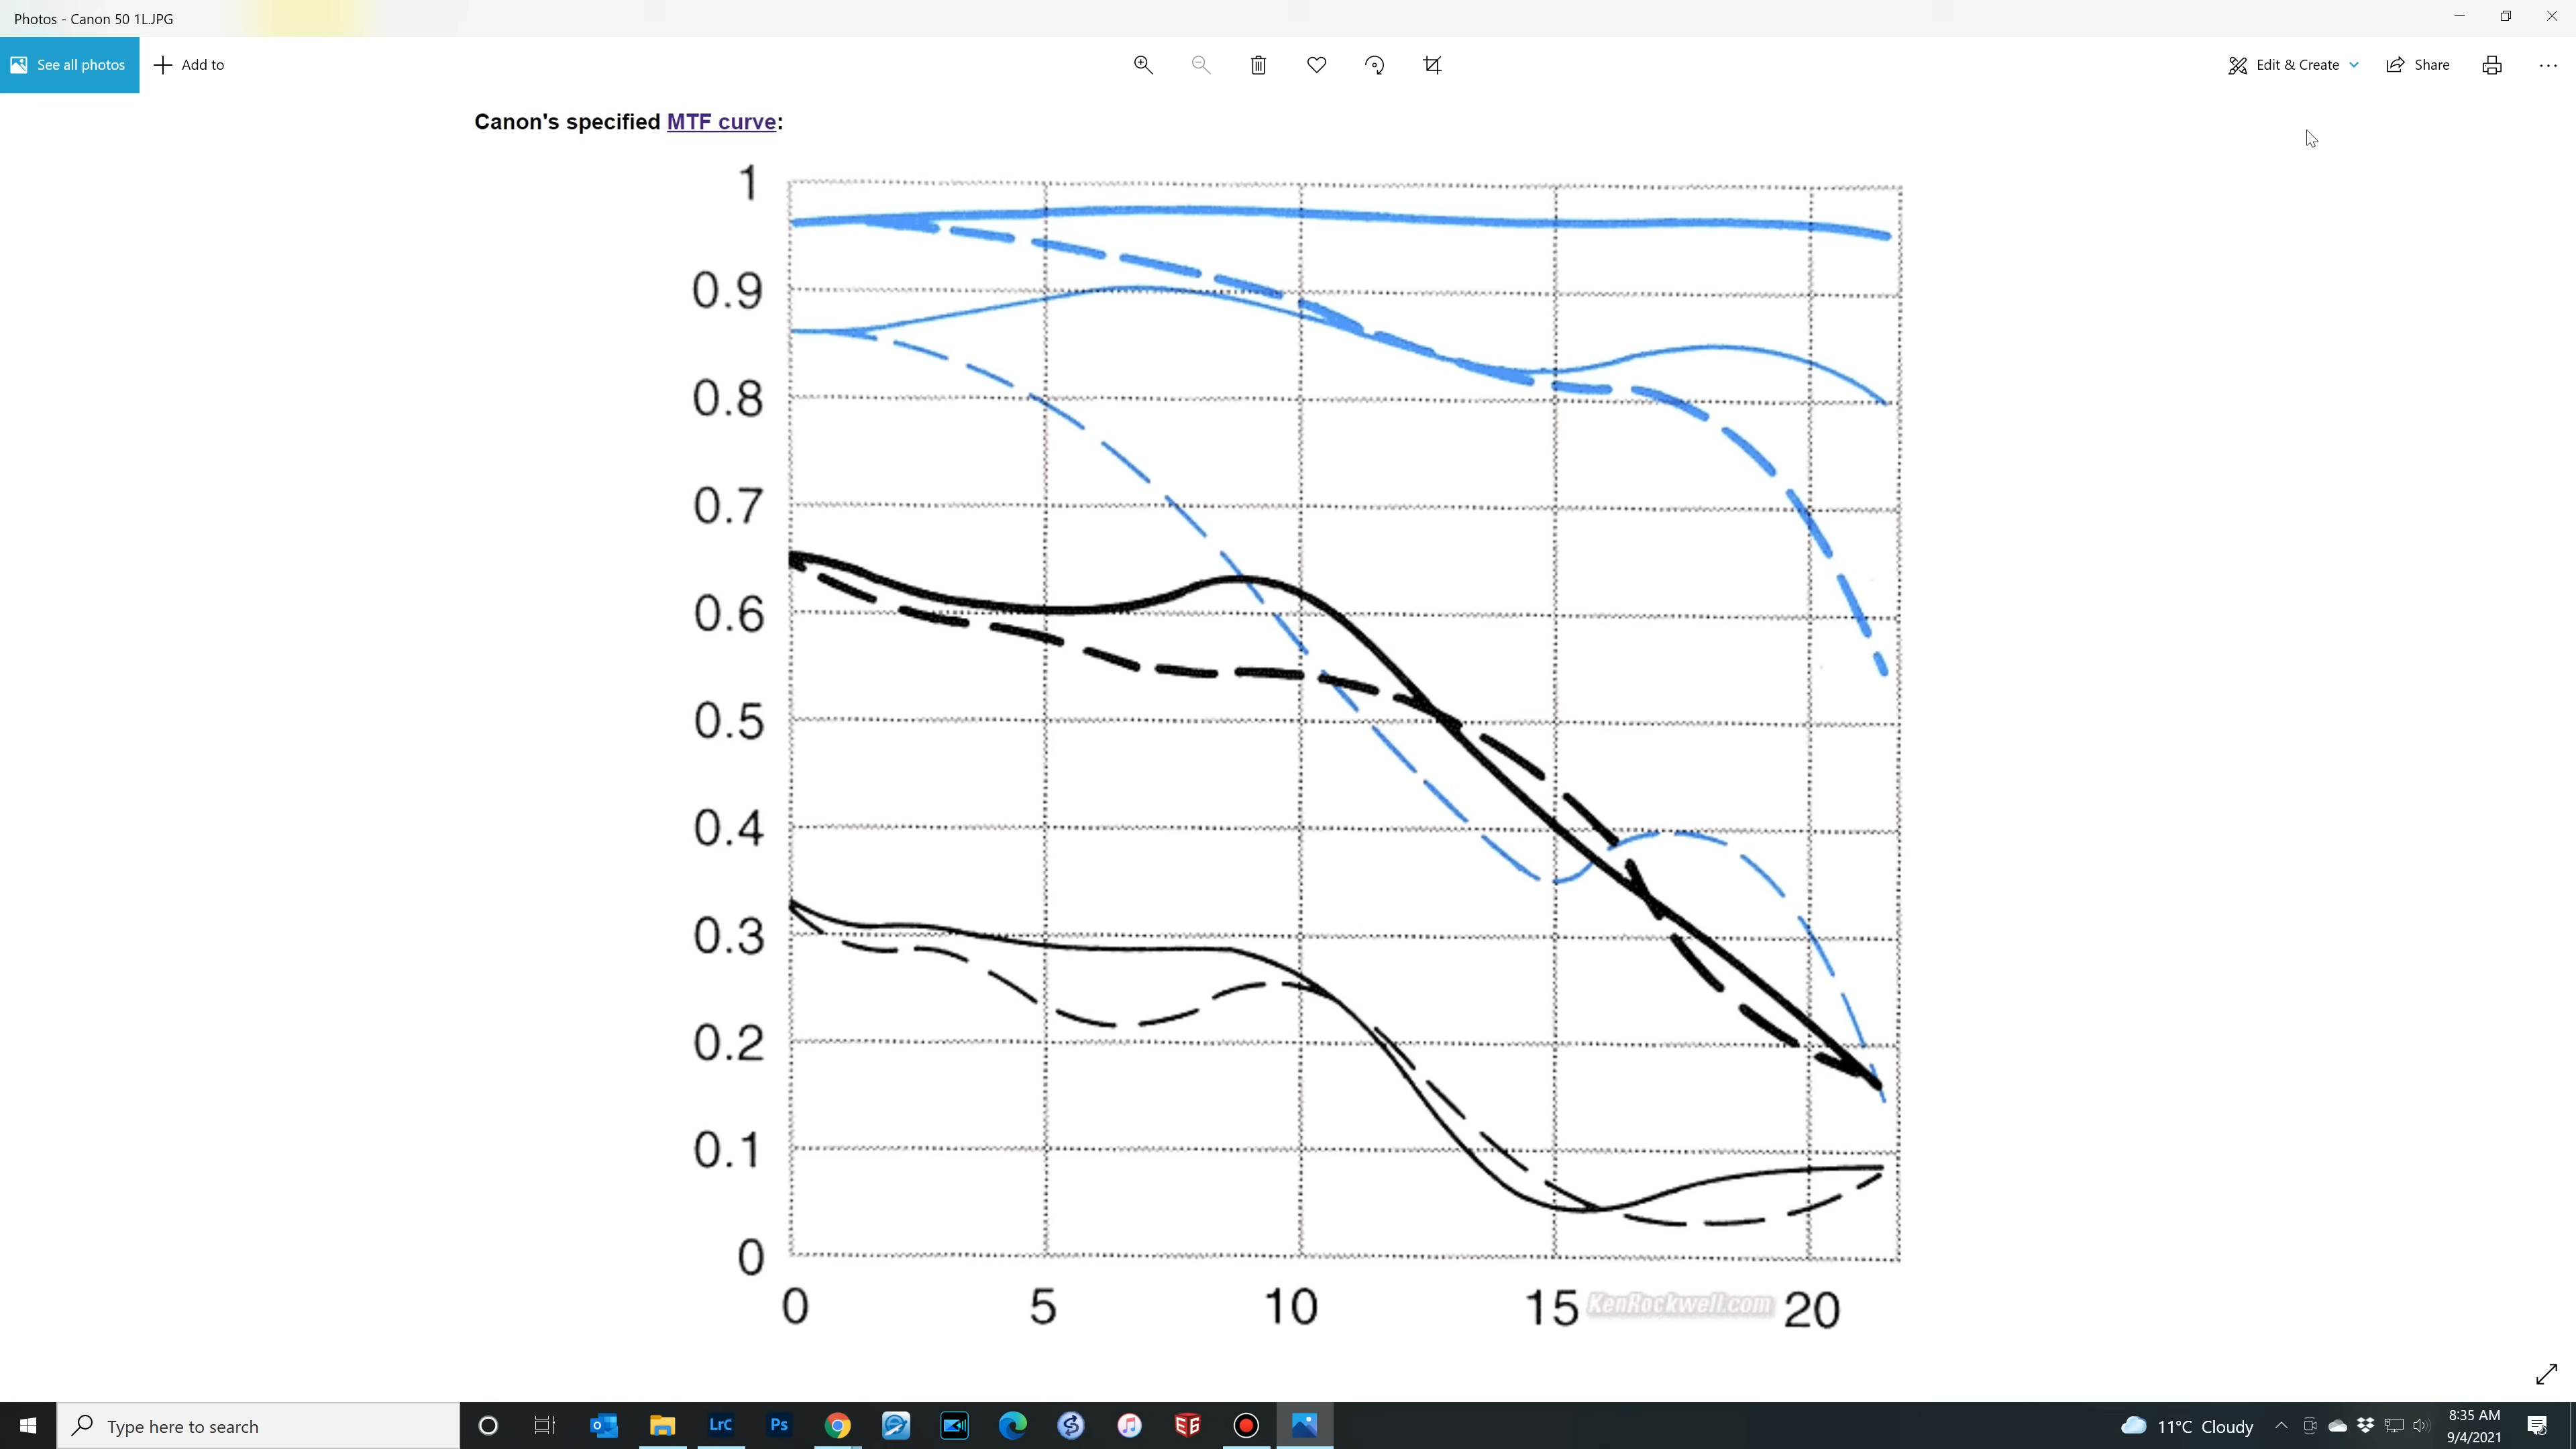 Photos - Canon 50 1L.JPG
See all photos
Add to
Edit & Create
Share
Canon's specified MTF curve:
1
0.9
0.8
0.7
0.6
0.5
0.4
0.3
0.2
0.1
0
0 5 10 15 20
KenRockwell.com
Type here to search
LrC
Ps
E6
11°C Cloudy
8:35 AM
9/4/2021